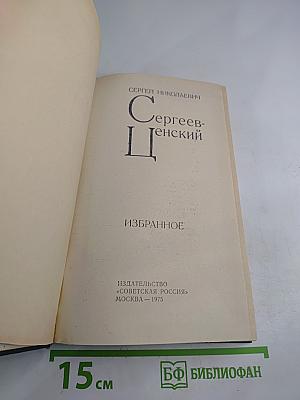 СЕРГЕЙ НИКОЛАЕВИЧ
Сергеев-
Ценский
ИЗБРАННОЕ
ИЗДАТЕЛЬСТВО
«СОВЕТСКАЯ РОССИЯ»
МОСКВА — 1975
15 см
БФ БИБЛИОФАН